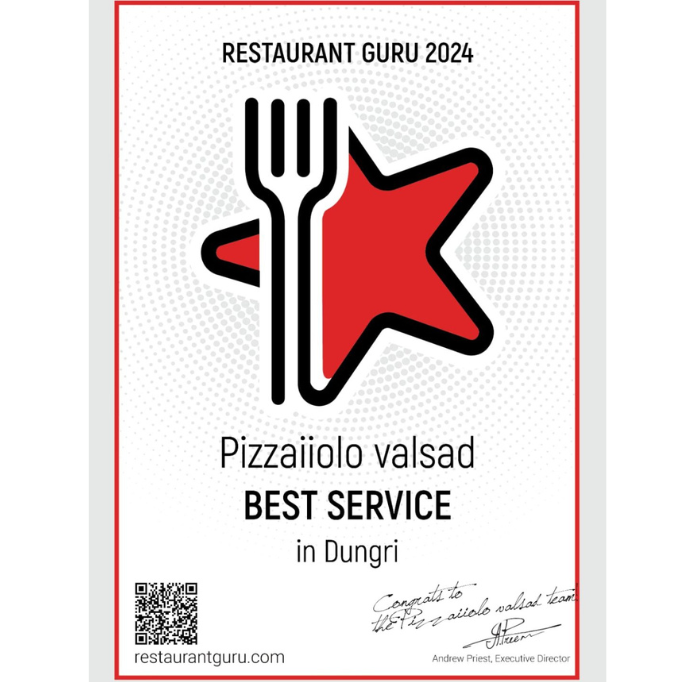 RESTAURANT GURU 2024
Pizzaiiolo valsad
BEST SERVICE
in Dungri
Congrats to
the Pizzaiiolo valsad team
restaurantguru.com
Andrew Priest, Executive Director